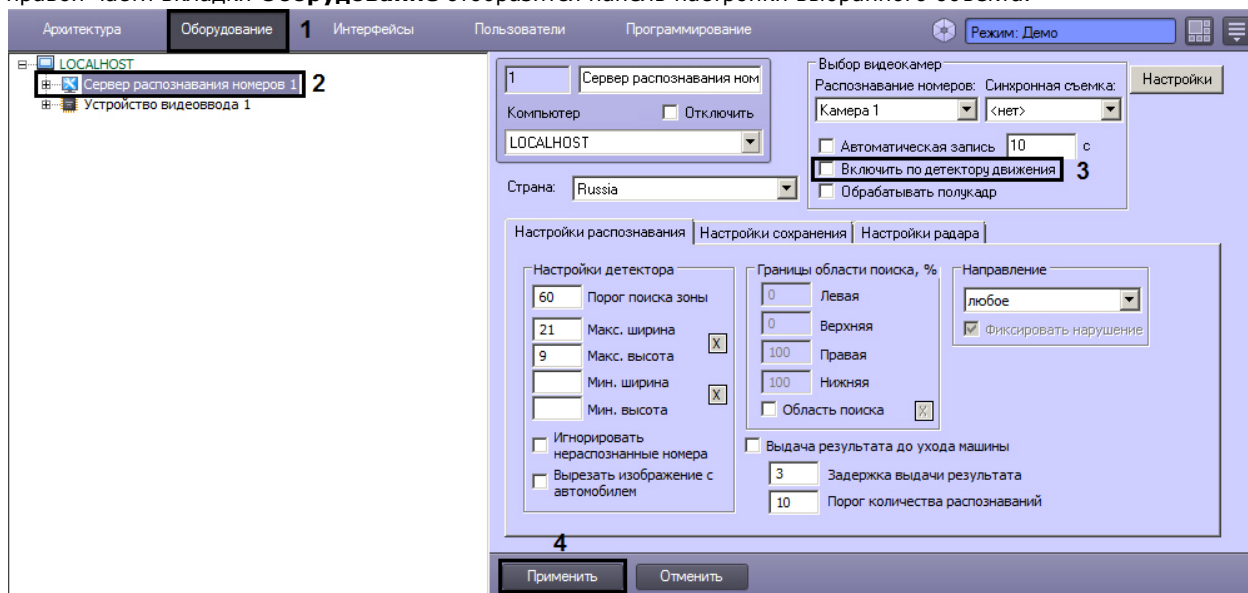 правой части вкладки Оборудование отобразится панель настройки выбранного объекта.
Архитектура Оборудование 1 Интерфейсы Пользователи Программирование Режим: Демо
LOCALHOST
Сервер распознавания номеров 1 2
Устройство видеоввода 1
1 Сервер распознавания ном
Компьютер Отключить
LOCALHOST
Страна: Russia
Выбор видеокамер
Распознавание номеров: Синхронная съемка:
Камера 1 <нет>
Автоматическая запись 10 с
Включить по детектору движения 3
Обрабатывать полукадр
Настройки
Настройки распознавания Настройки сохранения Настройки радара
Настройки детектора
60 Порог поиска зоны
21 Макс. ширина
X
9 Макс. высота
Мин. ширина
X
Мин. высота
Игнорировать
нераспознанные номера
Вырезать изображение с
автомобилем
Границы области поиска, %
0 Левая
0 Верхняя
100 Правая
100 Нижняя
Область поиска X
Направление
любое
Фиксировать нарушение
Выдача результата до ухода машины
3 Задержка выдачи результата
10 Порог количества распознаваний
4
Применить Отменить